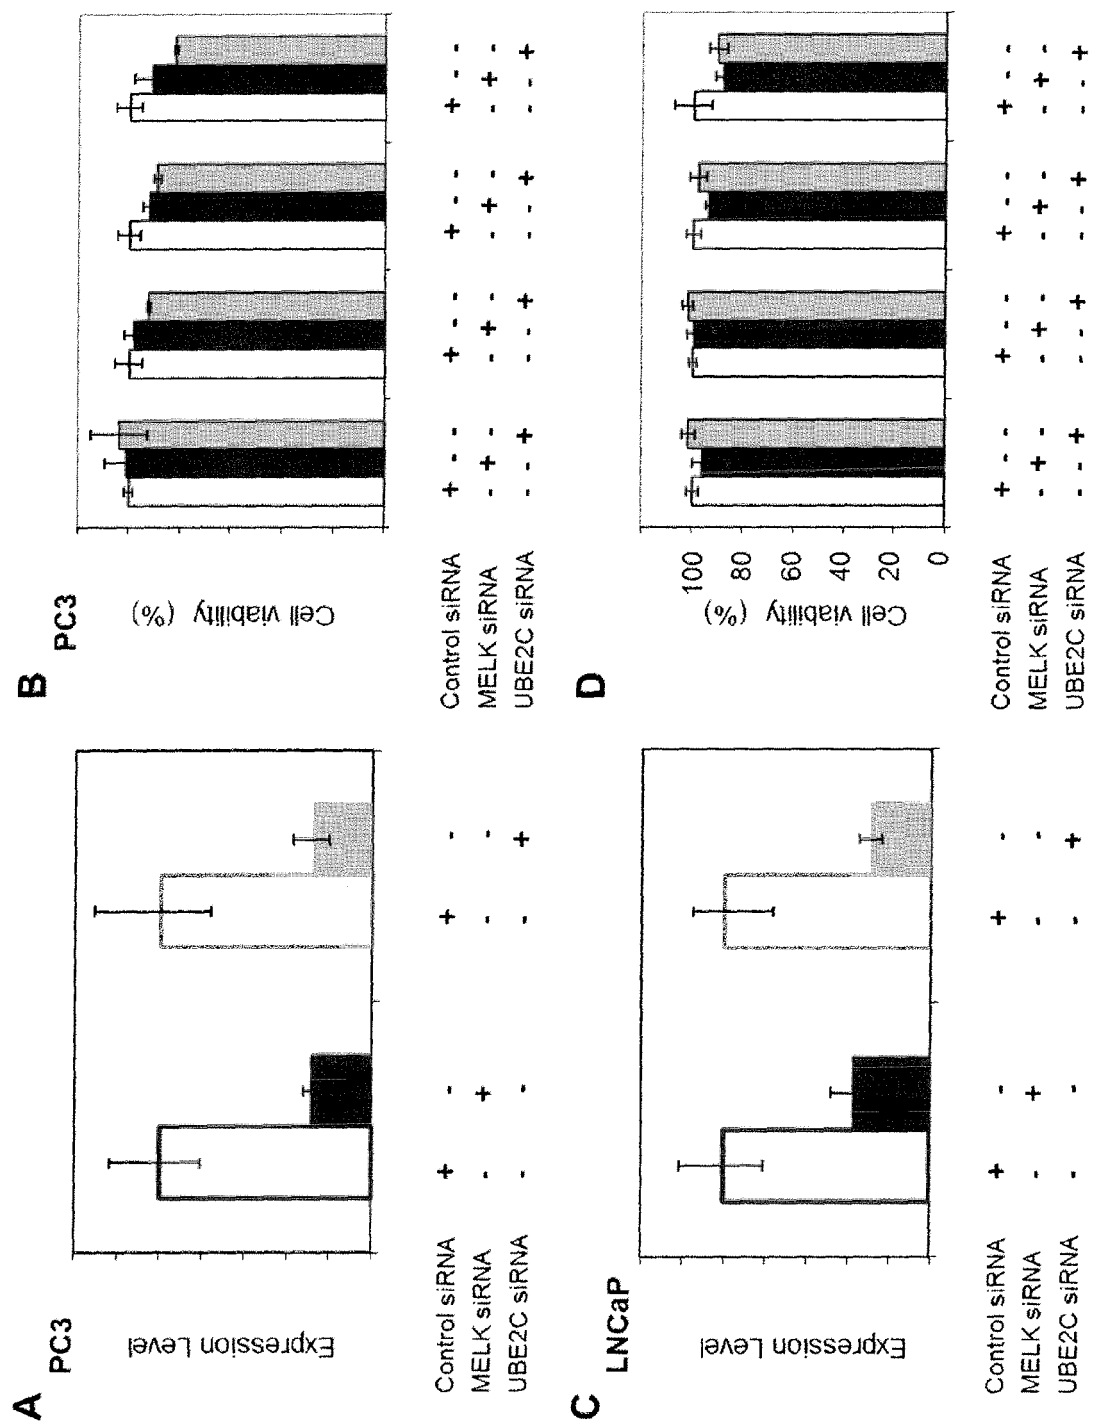 A
PC3
Expression Level
Control siRNA + - + -
MELK siRNA - + - -
UBE2C siRNA - - - +
B
PC3
Cell viability (%)
Control siRNA + - - + - - + - - + - -
MELK siRNA - + - - + - - + - - + -
UBE2C siRNA - - + - - + - - + - - +
C
LNCaP
Expression Level
Control siRNA + - + -
MELK siRNA - + - -
UBE2C siRNA - - - +
D
Cell viability (%)
100
80
60
40
20
0
Control siRNA + - - + - - + - - + - -
MELK siRNA - + - - + - - + - - + -
UBE2C siRNA - - + - - + - - + - - +